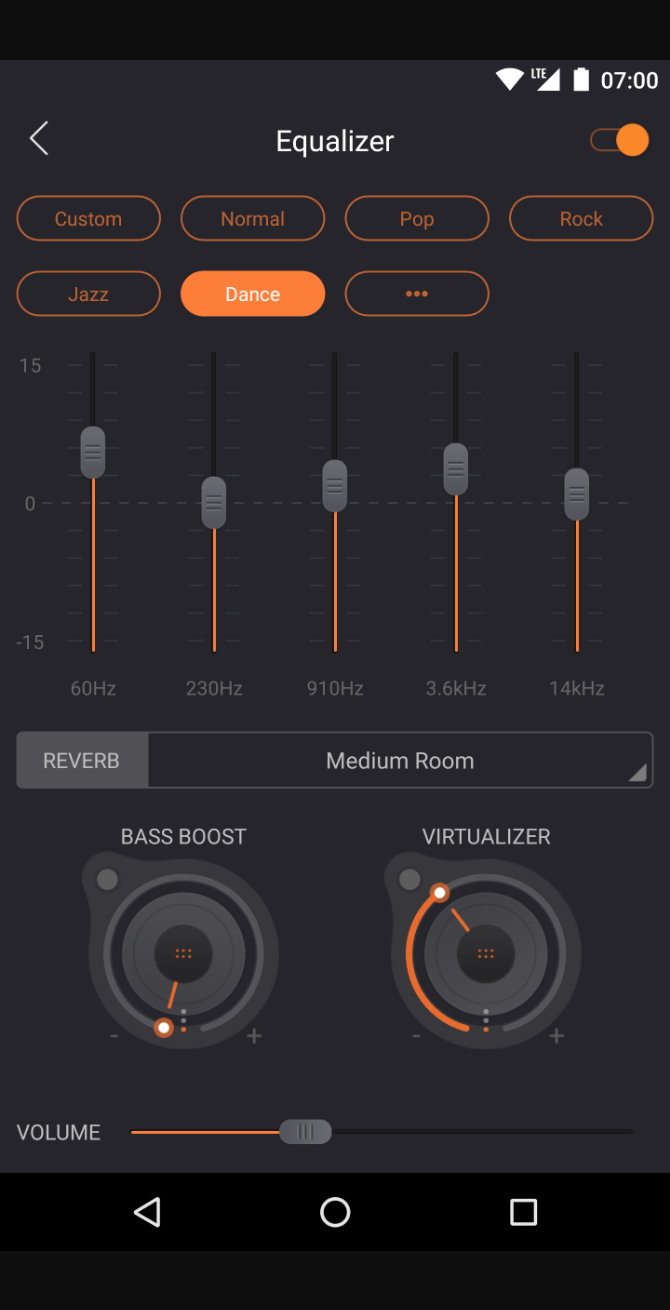 LTE 07:00
Equalizer
Custom Normal Pop Rock
Jazz Dance •••
15
0
-15
60Hz 230Hz 910Hz 3.6kHz 14kHz
REVERB Medium Room
BASS BOOST VIRTUALIZER
- + - +
VOLUME